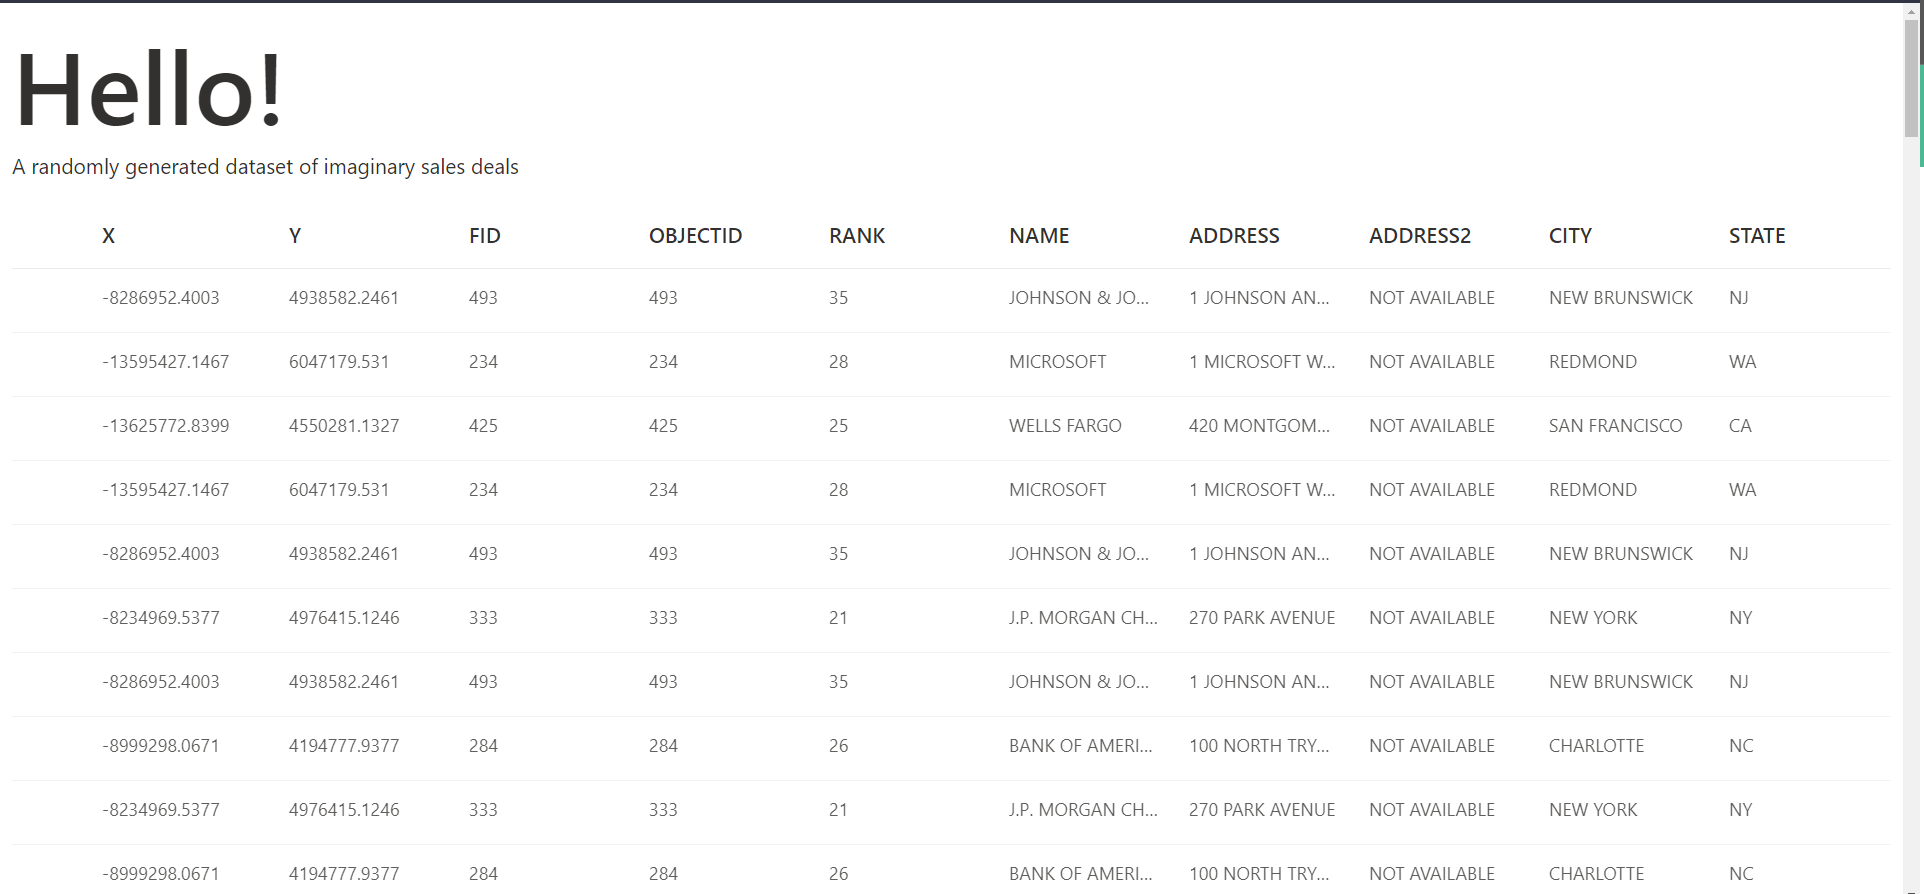 Hello!
A randomly generated dataset of imaginary sales deals
X Y FID OBJECTID RANK NAME ADDRESS ADDRESS2 CITY STATE
-8286952.4003 4938582.2461 493 493 35 JOHNSON & JO... 1 JOHNSON AN... NOT AVAILABLE NEW BRUNSWICK NJ
-13595427.1467 6047179.531 234 234 28 MICROSOFT 1 MICROSOFT W... NOT AVAILABLE REDMOND WA
-13625772.8399 4550281.1327 425 425 25 WELLS FARGO 420 MONTGOM... NOT AVAILABLE SAN FRANCISCO CA
-13595427.1467 6047179.531 234 234 28 MICROSOFT 1 MICROSOFT W... NOT AVAILABLE REDMOND WA
-8286952.4003 4938582.2461 493 493 35 JOHNSON & JO... 1 JOHNSON AN... NOT AVAILABLE NEW BRUNSWICK NJ
-8234969.5377 4976415.1246 333 333 21 J.P. MORGAN CH... 270 PARK AVENUE NOT AVAILABLE NEW YORK NY
-8286952.4003 4938582.2461 493 493 35 JOHNSON & JO... 1 JOHNSON AN... NOT AVAILABLE NEW BRUNSWICK NJ
-8999298.0671 4194777.9377 284 284 26 BANK OF AMERI... 100 NORTH TRY... NOT AVAILABLE CHARLOTTE NC
-8234969.5377 4976415.1246 333 333 21 J.P. MORGAN CH... 270 PARK AVENUE NOT AVAILABLE NEW YORK NY
-8999298.0671 4194777.9377 284 284 26 BANK OF AMERI... 100 NORTH TRY... NOT AVAILABLE CHARLOTTE NC